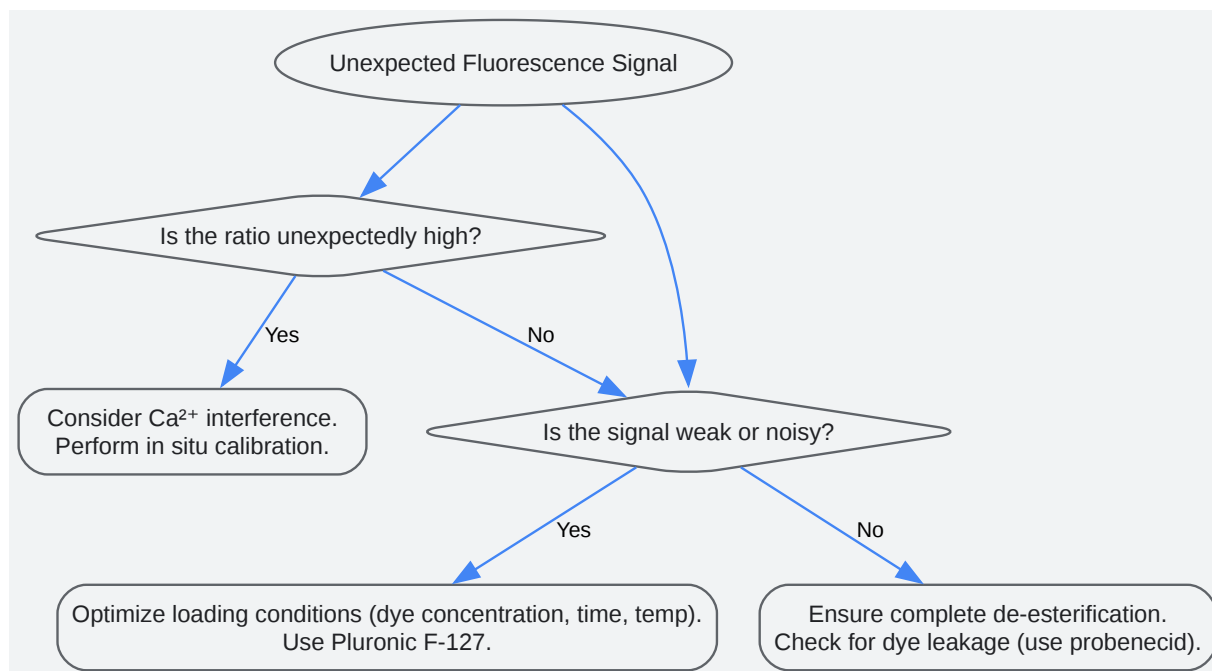 Unexpected Fluorescence Signal
Is the ratio unexpectedly high?
Yes
No
Consider Ca²⁺ interference.
Perform in situ calibration.
Is the signal weak or noisy?
Yes
No
Optimize loading conditions (dye concentration, time, temp).
Use Pluronic F-127.
Ensure complete de-esterification.
Check for dye leakage (use probenecid).